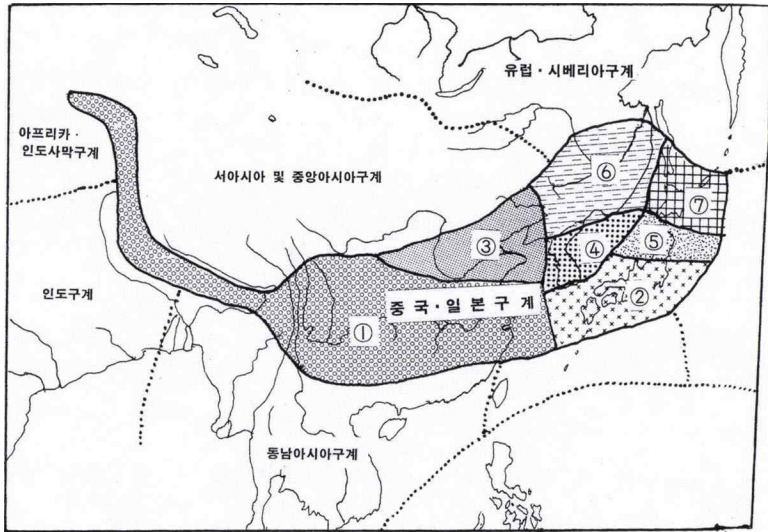 유럽 · 시베리아구계
아프리카 ·
인도사막구계
서아시아 및 중앙아시아구계
⑥
⑦
③
④
⑤
인도구계
②
중국 · 일본구계
①
동남아시아구계